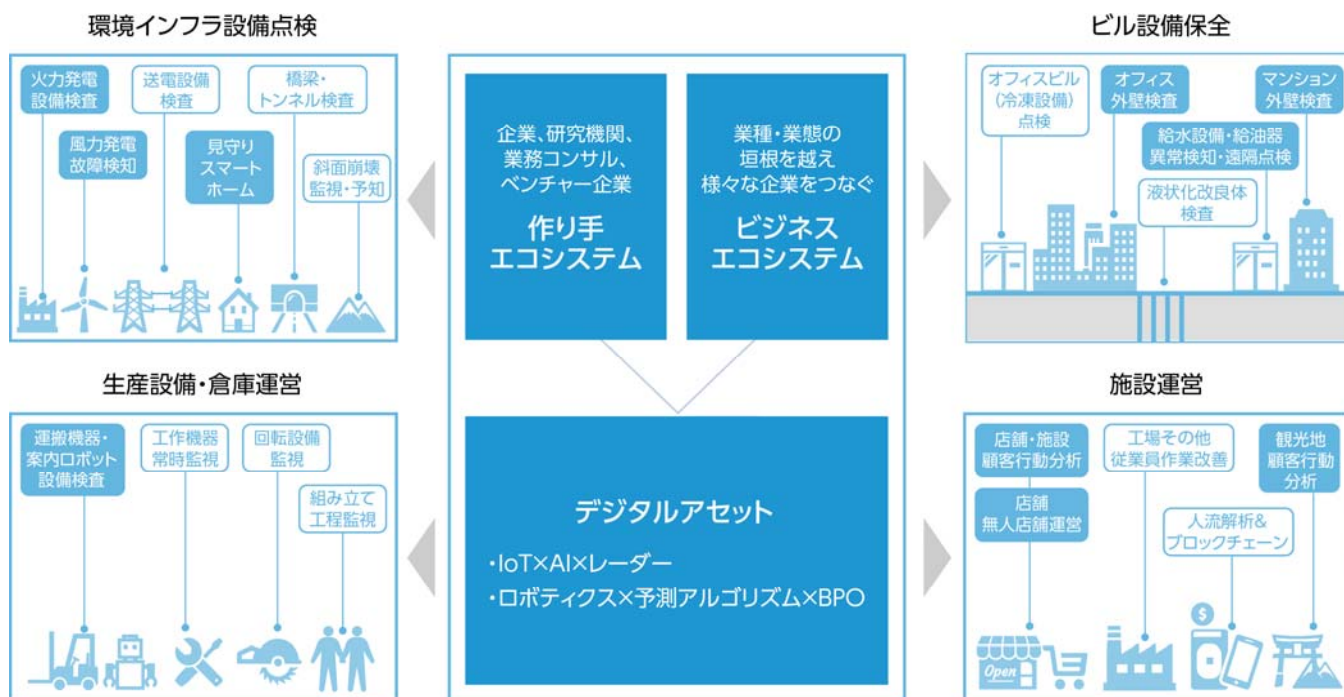 環境インフラ設備点検
火力発電
設備検査
送電設備
検査
橋梁・
トンネル検査
風力発電
故障検知
見守り
スマート
ホーム
斜面崩壊
監視・予知
企業、研究機関、
業務コンサル、
ベンチャー企業
作り手
エコシステム
業種・業態の
垣根を越え
様々な企業をつなぐ
ビジネス
エコシステム
ビル設備保全
オフィスビル
(冷凍設備)
点検
オフィス
外壁検査
マンション
外壁検査
給水設備・給油器
異常検知・遠隔点検
液状化改良体
検査
生産設備・倉庫運営
運搬機器・
案内ロボット
設備検査
工作機器
常時監視
回転設備
監視
組み立て
工程監視
デジタルアセット
・IoT×AI×レーダー
・ロボティクス×予測アルゴリズム×BPO
施設運営
店舗・施設
顧客行動分析
工場その他
従業員作業改善
観光地
顧客行動
分析
店舗
無人店舗運営
人流解析&
ブロックチェーン
$
Open